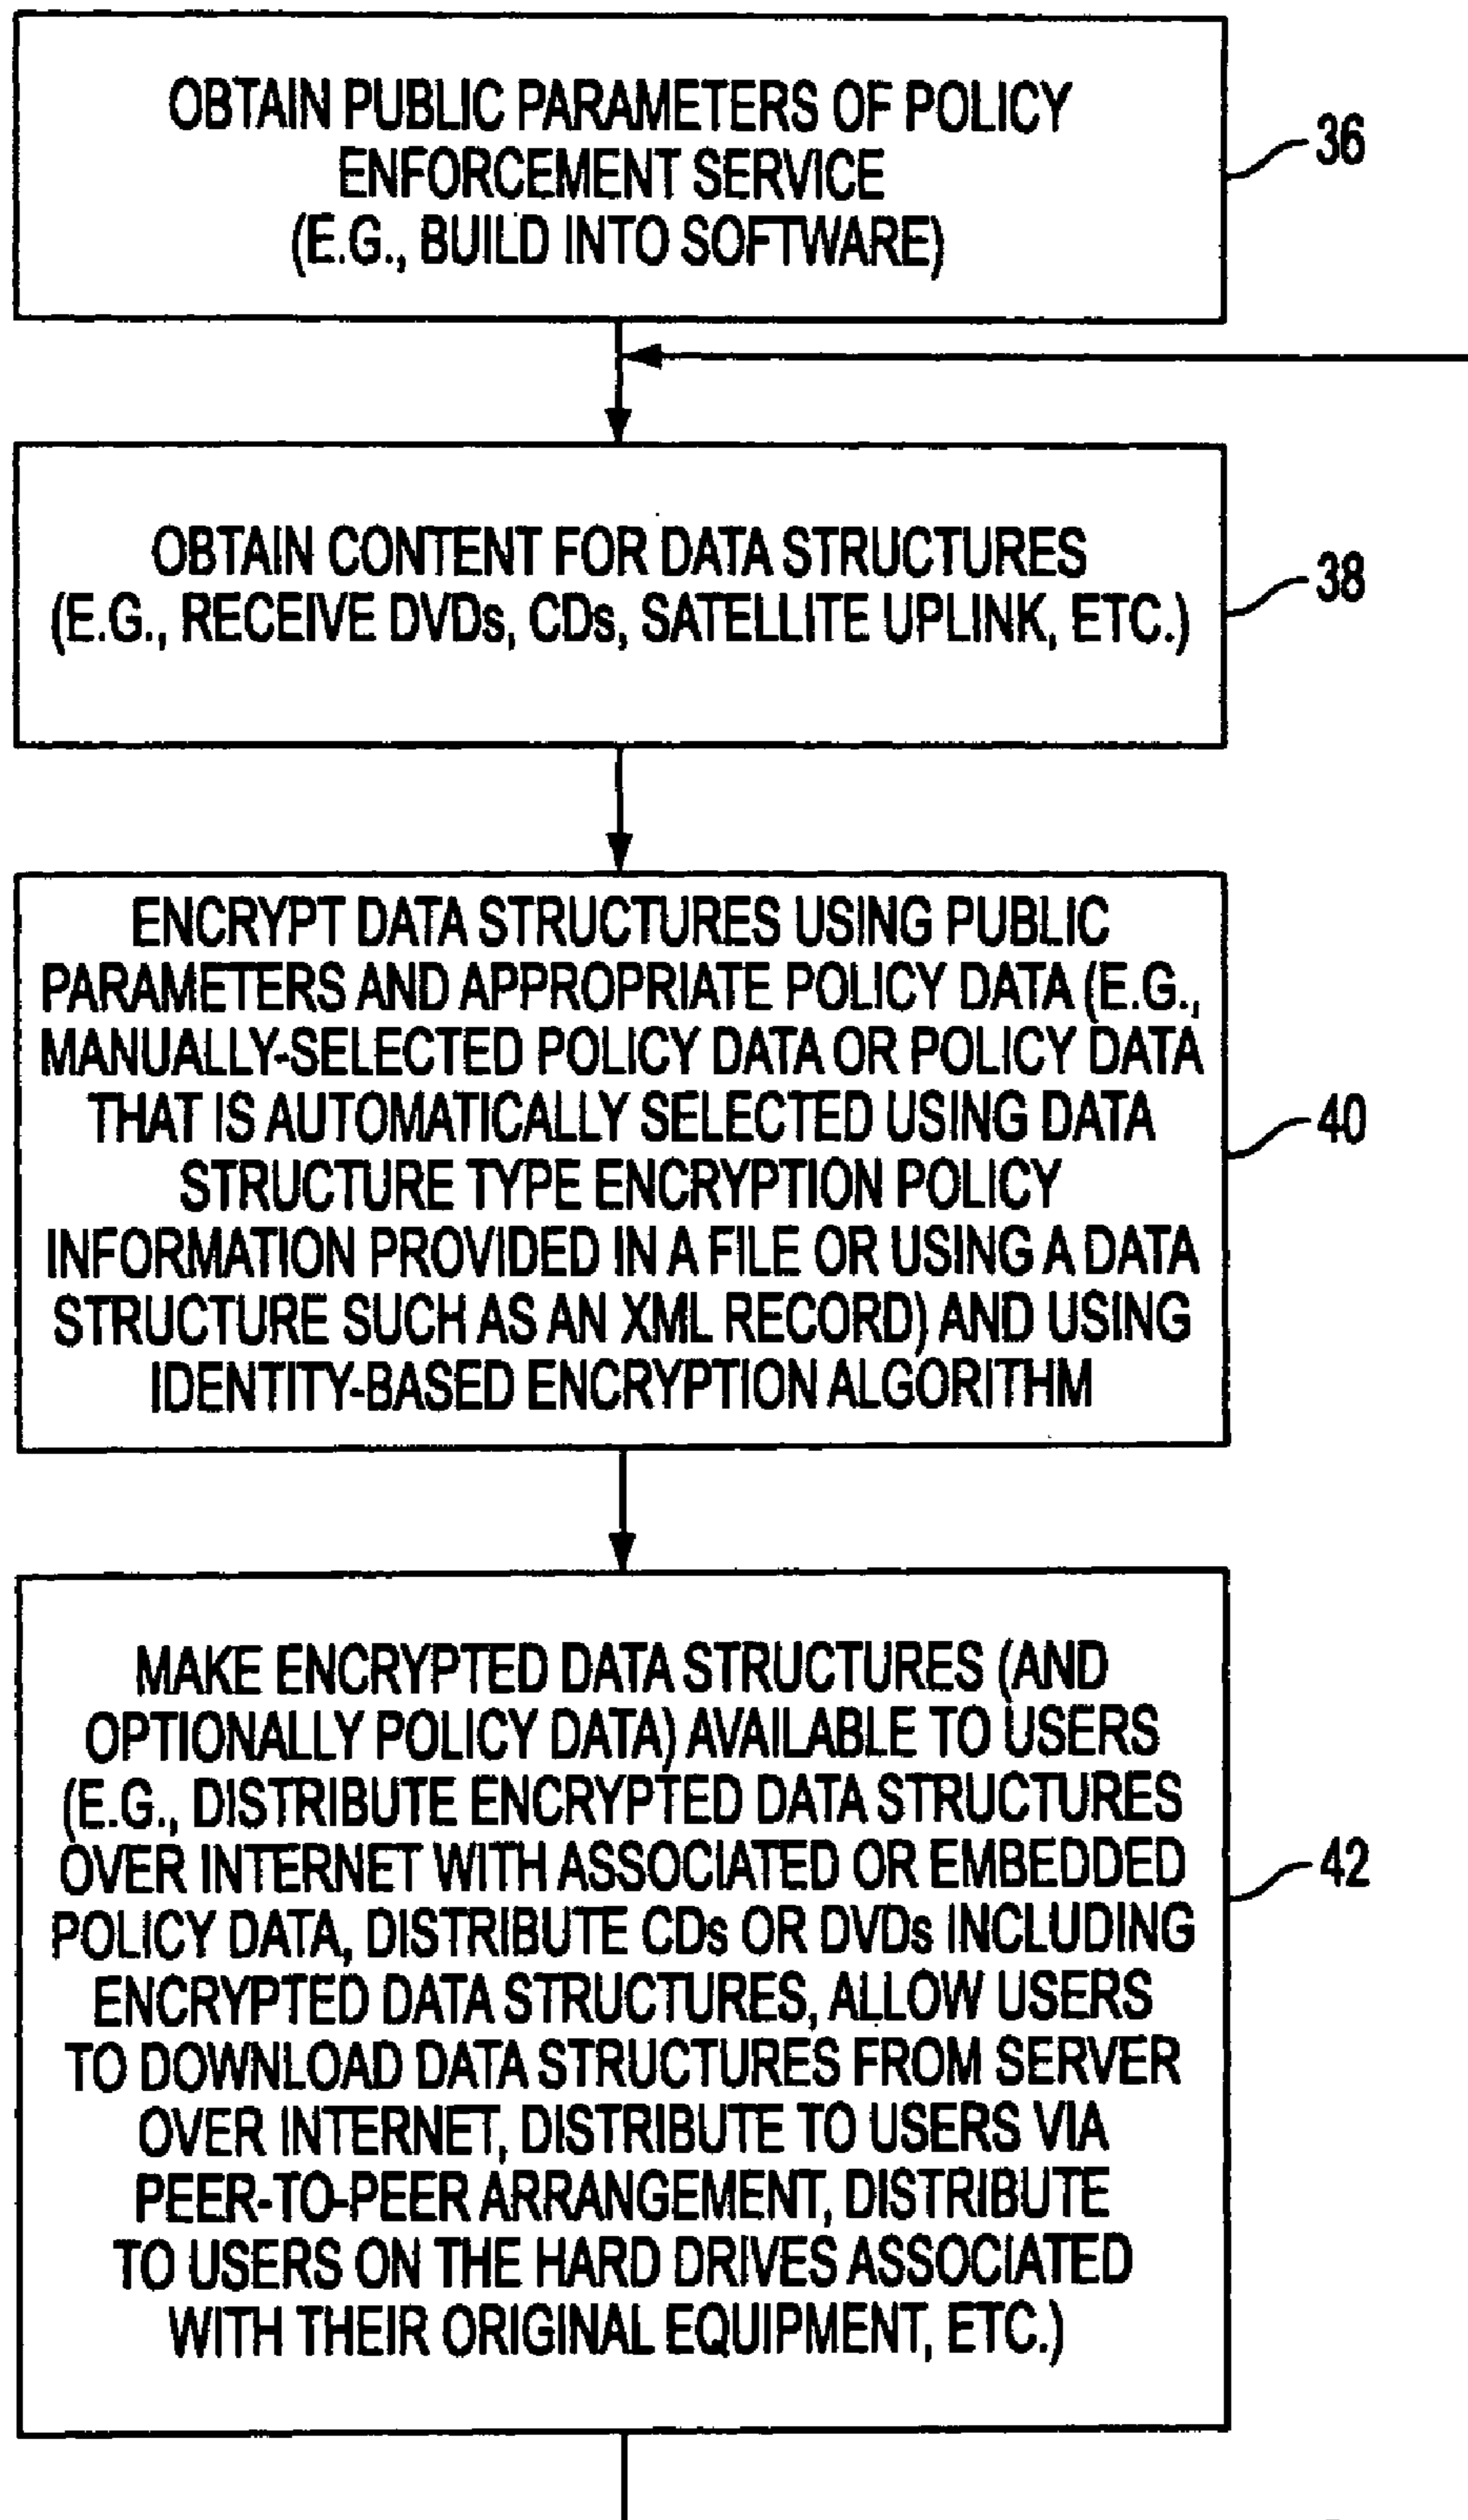 OBTAIN PUBLIC PARAMETERS OF POLICY
ENFORCEMENT SERVICE
(E.G., BUILD INTO SOFTWARE)
36
OBTAIN CONTENT FOR DATA STRUCTURES
(E.G., RECEIVE DVDs, CDs, SATELLITE UPLINK, ETC.)
38
ENCRYPT DATA STRUCTURES USING PUBLIC
PARAMETERS AND APPROPRIATE POLICY DATA (E.G.,
MANUALLY-SELECTED POLICY DATA OR POLICY DATA
THAT IS AUTOMATICALLY SELECTED USING DATA
STRUCTURE TYPE ENCRYPTION POLICY
INFORMATION PROVIDED IN A FILE OR USING A DATA
STRUCTURE SUCH AS AN XML RECORD) AND USING
IDENTITY-BASED ENCRYPTION ALGORITHM
40
MAKE ENCRYPTED DATA STRUCTURES (AND
OPTIONALLY POLICY DATA) AVAILABLE TO USERS
(E.G., DISTRIBUTE ENCRYPTED DATA STRUCTURES
OVER INTERNET WITH ASSOCIATED OR EMBEDDED
POLICY DATA, DISTRIBUTE CDs OR DVDs INCLUDING
ENCRYPTED DATA STRUCTURES, ALLOW USERS
TO DOWNLOAD DATA STRUCTURES FROM SERVER
OVER INTERNET, DISTRIBUTE TO USERS VIA
PEER-TO-PEER ARRANGEMENT, DISTRIBUTE
TO USERS ON THE HARD DRIVES ASSOCIATED
WITH THEIR ORIGINAL EQUIPMENT, ETC.)
42